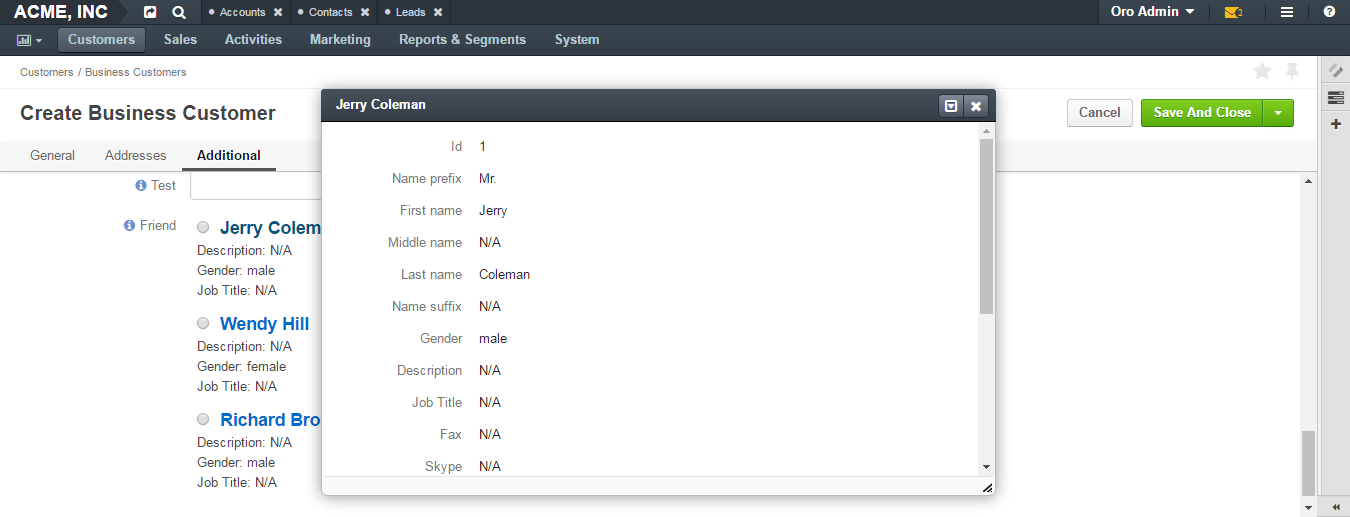 ACME, INC
Accounts
Contacts
Leads
Oro Admin
2
Customers Sales Activities Marketing Reports & Segments System
Customers / Business Customers
Create Business Customer
Cancel
Save And Close
General Addresses Additional
Test
Friend
Jerry Colem
Description: N/A
Gender: male
Job Title: N/A
Wendy Hill
Description: N/A
Gender: female
Job Title: N/A
Richard Bro
Description: N/A
Gender: male
Job Title: N/A
Jerry Coleman
Id 1
Name prefix Mr.
First name Jerry
Middle name N/A
Last name Coleman
Name suffix N/A
Gender male
Description N/A
Job Title N/A
Fax N/A
Skype N/A